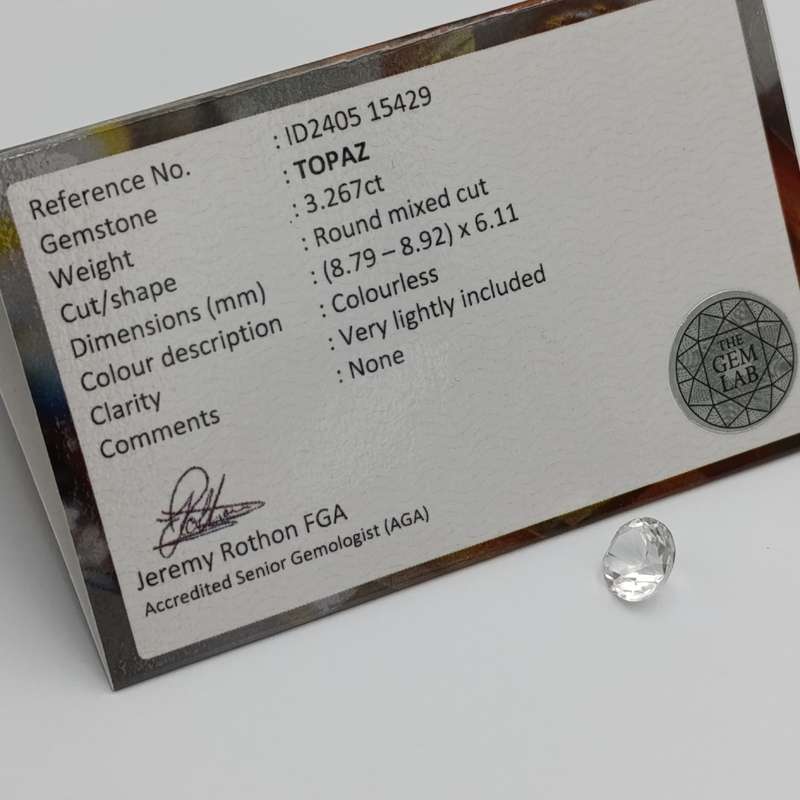 Reference No. : ID2405 15429
Gemstone : TOPAZ
Weight : 3.267ct
Cut/shape : Round mixed cut
Dimensions (mm) : (8.79 – 8.92) x 6.11
Colour description : Colourless
Clarity : Very lightly included
Comments : None
Jeremy Rothon FGA
Accredited Senior Gemologist (AGA)
THE
GEM
LAB